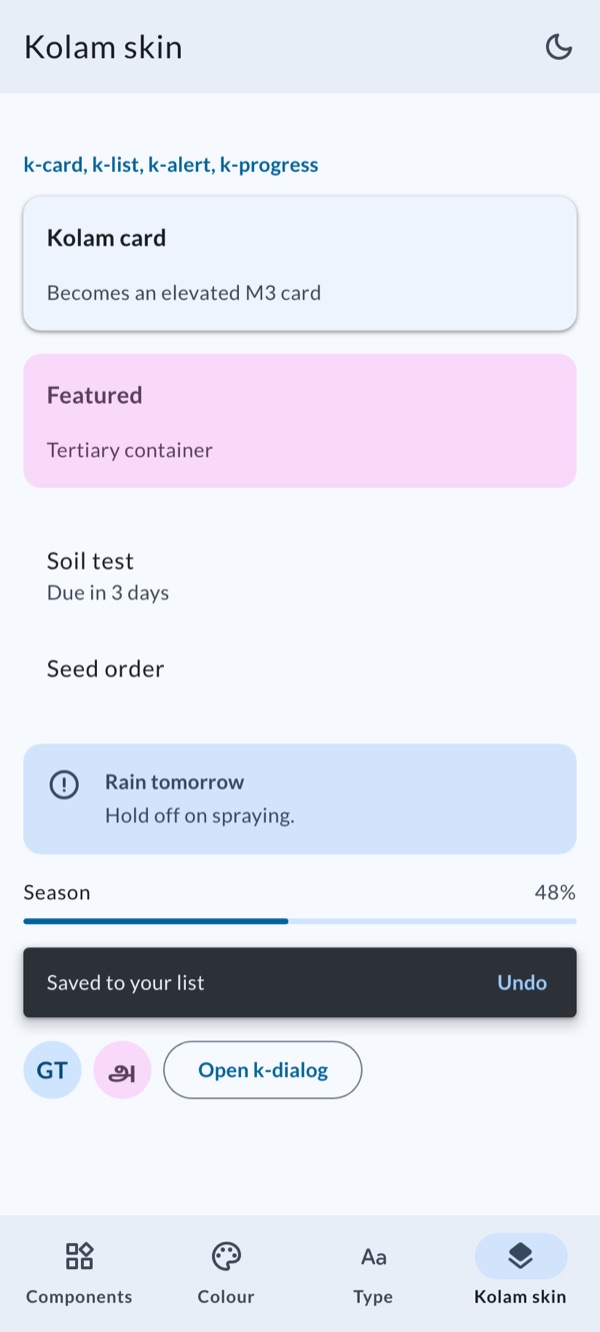 Kolam skin
k-card, k-list, k-alert, k-progress
Kolam card
Becomes an elevated M3 card
Featured
Tertiary container
Soil test
Due in 3 days
Seed order
Rain tomorrow
Hold off on spraying.
Season 48%
Saved to your list Undo
GT அ Open k-dialog
Aa
Components Colour Type Kolam skin